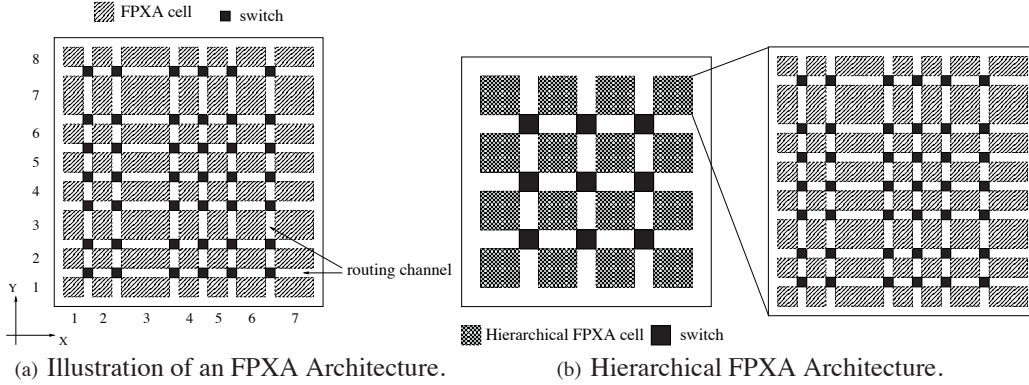 FPXA cell
switch
8
7
6
5
4
3
2
1
Y
X
1 2 3 4 5 6 7
routing channel
(a) Illustration of an FPXA Architecture.
Hierarchical FPXA cell
switch
(b) Hierarchical FPXA Architecture.